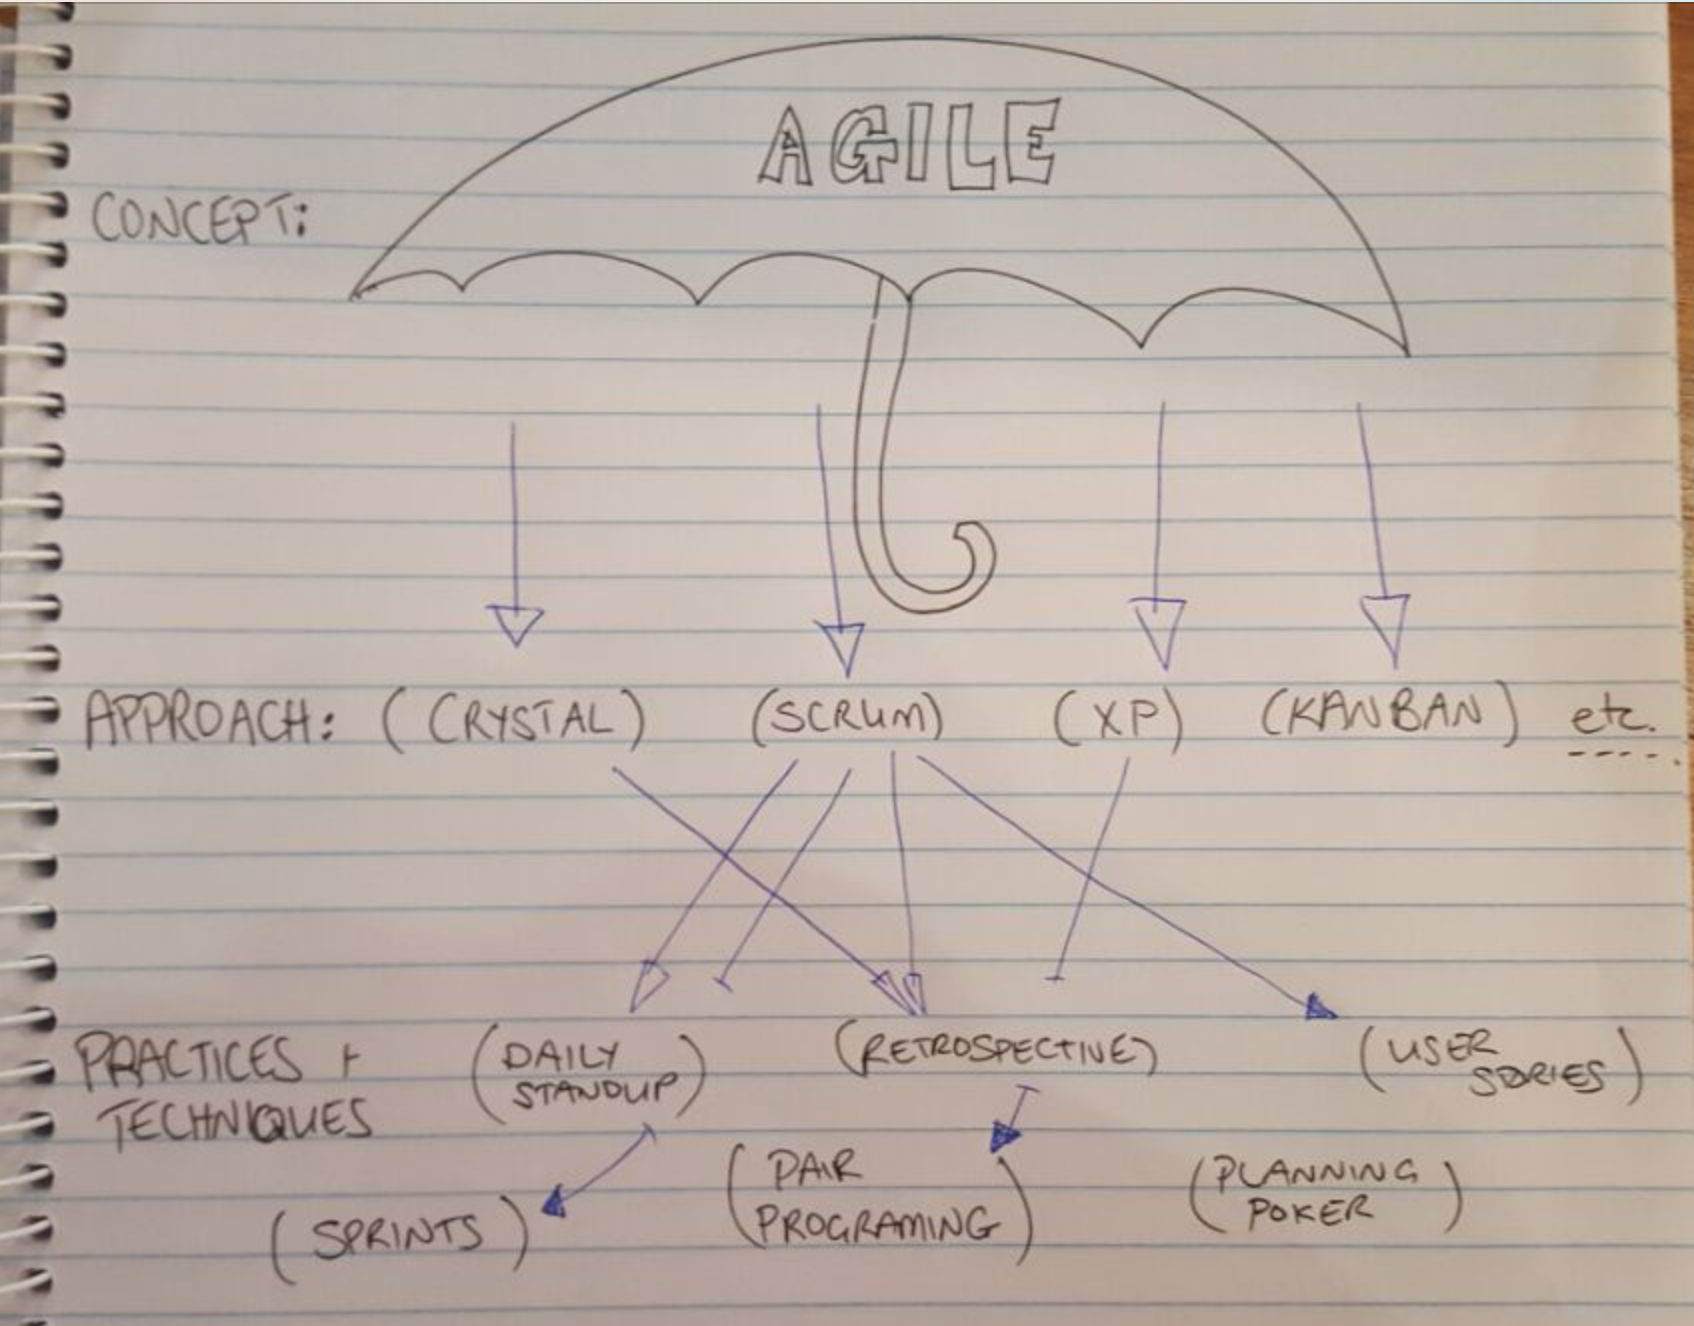 AGILE
CONCEPT:
APPROACH: (CRYSTAL) (SCRUM) (XP) (KANBAN) etc.
PRACTICES + (DAILY (RETROSPECTIVE) (USER
TECHNIQUES STANDUP) STORIES)
(PAIR (PLANNING
(SPRINTS) PROGRAMING) POKER)